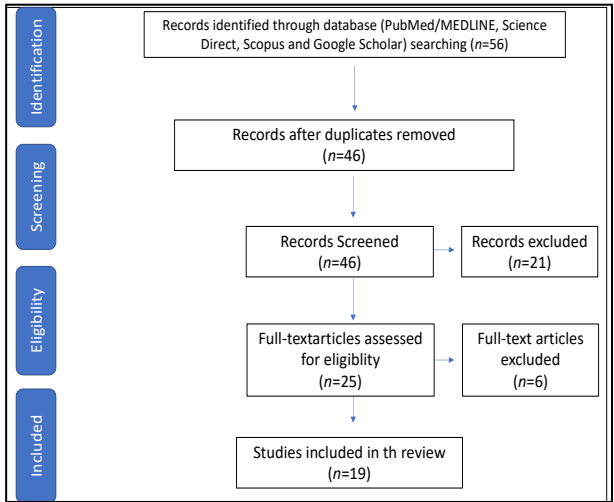 Identification
Records identified through database (PubMed/MEDLINE, Science
Direct, Scopus and Google Scholar) searching (n=56)
Records after duplicates removed
(n=46)
Screening
Records Screened
(n=46)
Records excluded
(n=21)
Eligibility
Full-textarticles assessed
for eligiblity
(n=25)
Full-text articles
excluded
(n=6)
Included
Studies included in th review
(n=19)